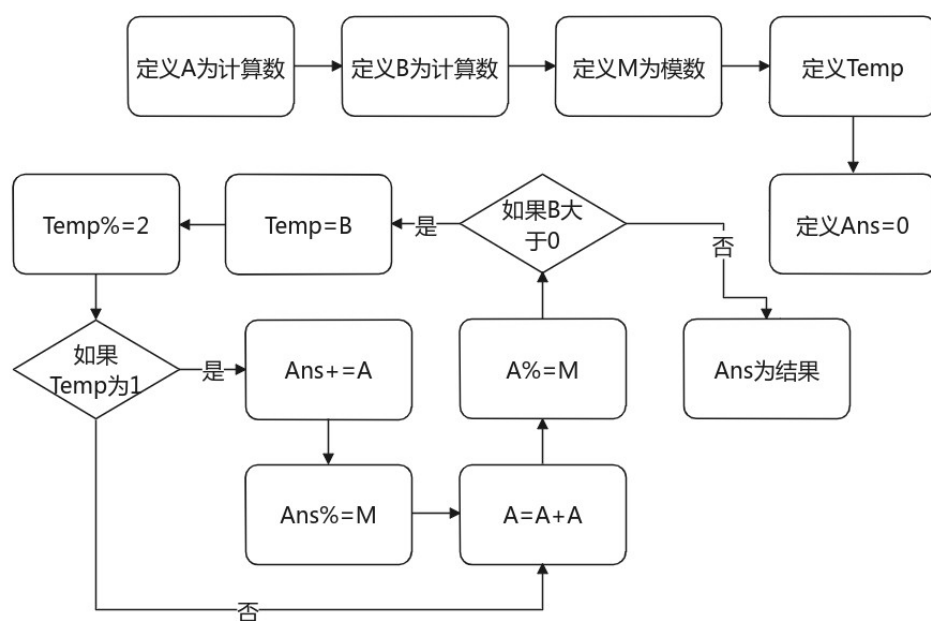 定义A为计算数
定义B为计算数
定义M为模数
定义Temp
Temp%=2
Temp=B
是
如果B大
于0
否
定义Ans=0
如果
Temp为1
是
Ans+=A
A%=M
Ans为结果
Ans%=M
A=A+A
否